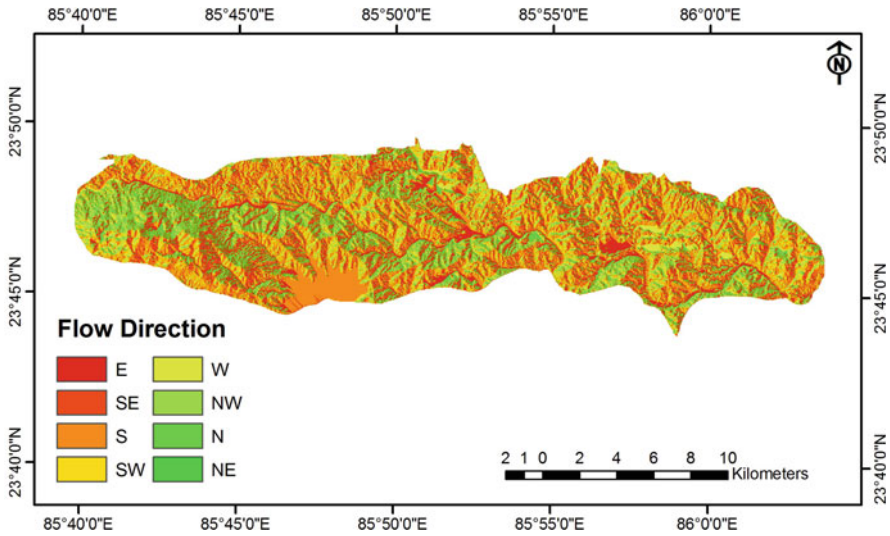 85°40'0"E 85°45'0"E 85°50'0"E 85°55'0"E 86°0'0"E
N
23°50'0"N 23°50'0"N
23°45'0"N 23°45'0"N
Flow Direction
E W
SE NW
S N
SW NE
23°40'0"N 23°40'0"N
2 1 0 2 4 6 8 10
Kilometers
85°40'0"E 85°45'0"E 85°50'0"E 85°55'0"E 86°0'0"E